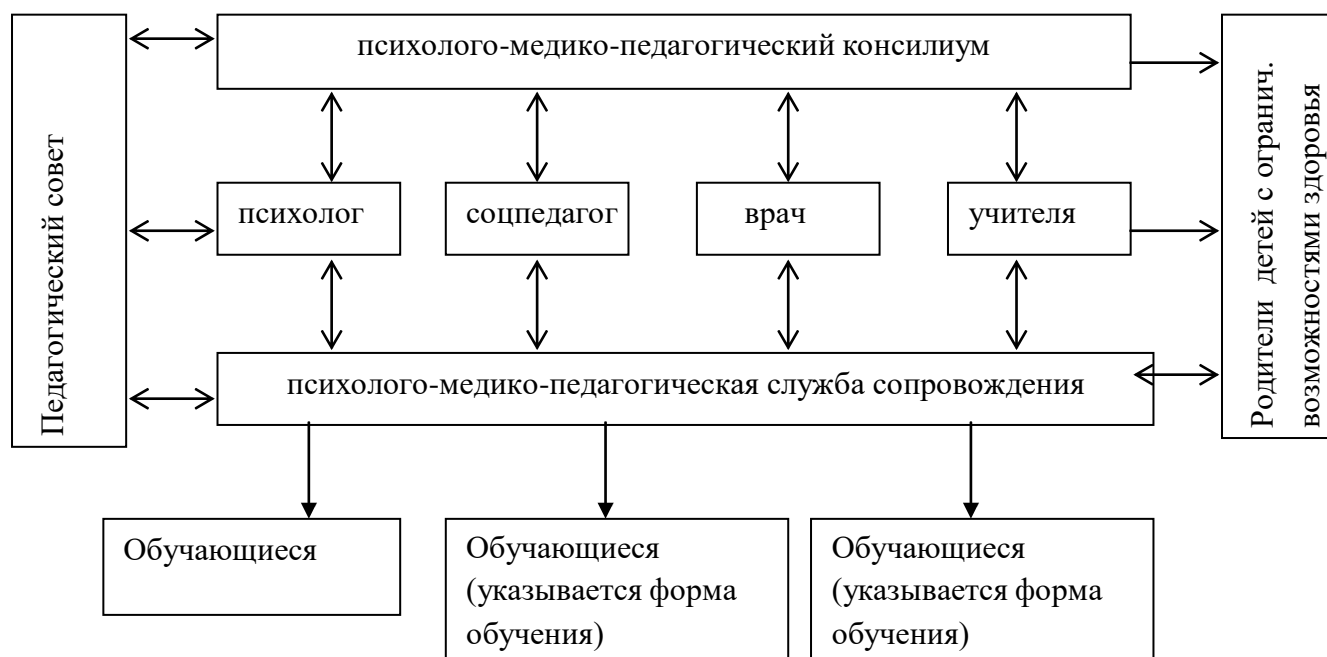 психолого-медико-педагогический консилиум
Педагогический совет
Родители детей с огранич.
возможностями здоровья
психолог
соцпедагог
врач
учителя
психолого-медико-педагогическая служба сопровождения
Обучающиеся
Обучающиеся
(указывается форма
обучения)
Обучающиеся
(указывается форма
обучения)